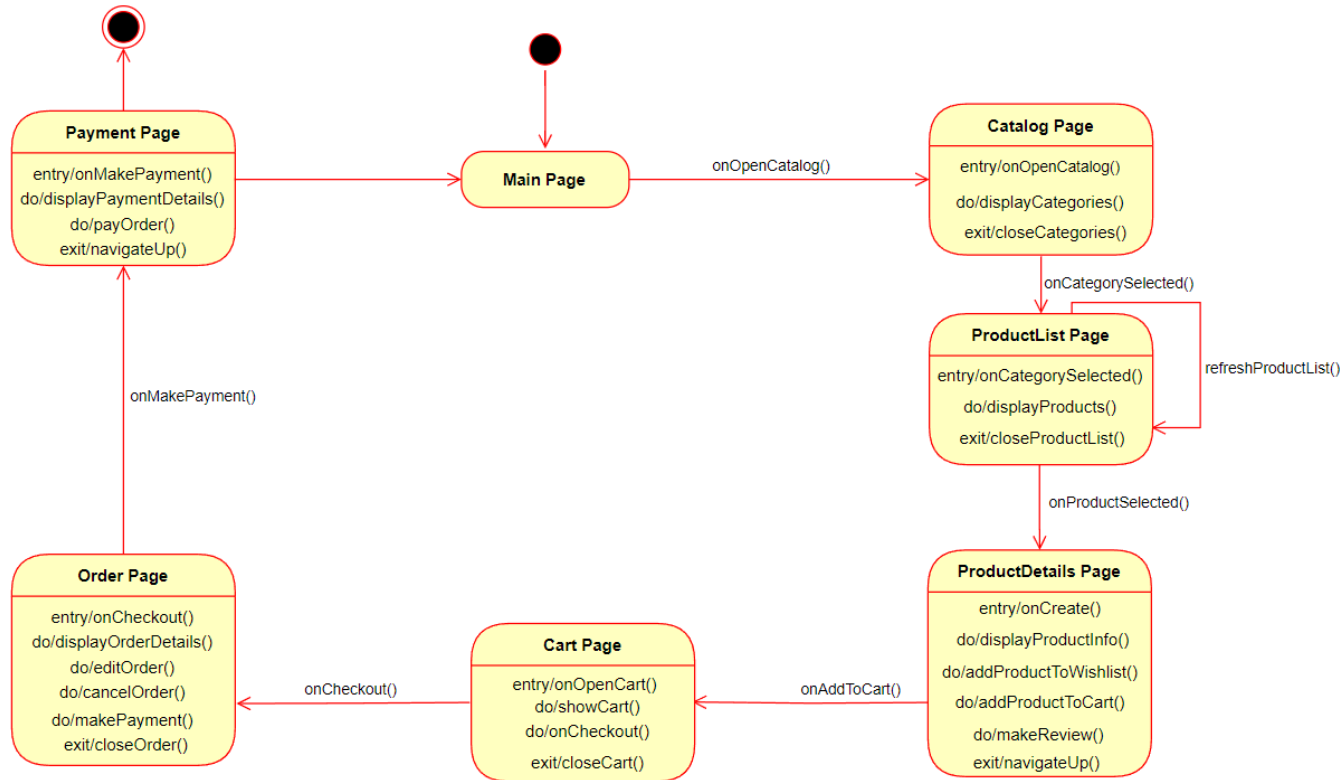 Payment Page
entry/onMakePayment()
do/displayPaymentDetails()
do/payOrder()
exit/navigateUp()
Main Page
onOpenCatalog()
Catalog Page
entry/onOpenCatalog()
do/displayCategories()
exit/closeCategories()
onCategorySelected()
ProductList Page
entry/onCategorySelected()
do/displayProducts()
exit/closeProductList()
refreshProductList()
onProductSelected()
ProductDetails Page
entry/onCreate()
do/displayProductInfo()
do/addProductToWishlist()
do/addProductToCart()
do/makeReview()
exit/navigateUp()
onAddToCart()
Cart Page
entry/onOpenCart()
do/showCart()
do/onCheckout()
exit/closeCart()
onCheckout()
Order Page
entry/onCheckout()
do/displayOrderDetails()
do/editOrder()
do/cancelOrder()
do/makePayment()
exit/closeOrder()
onMakePayment()